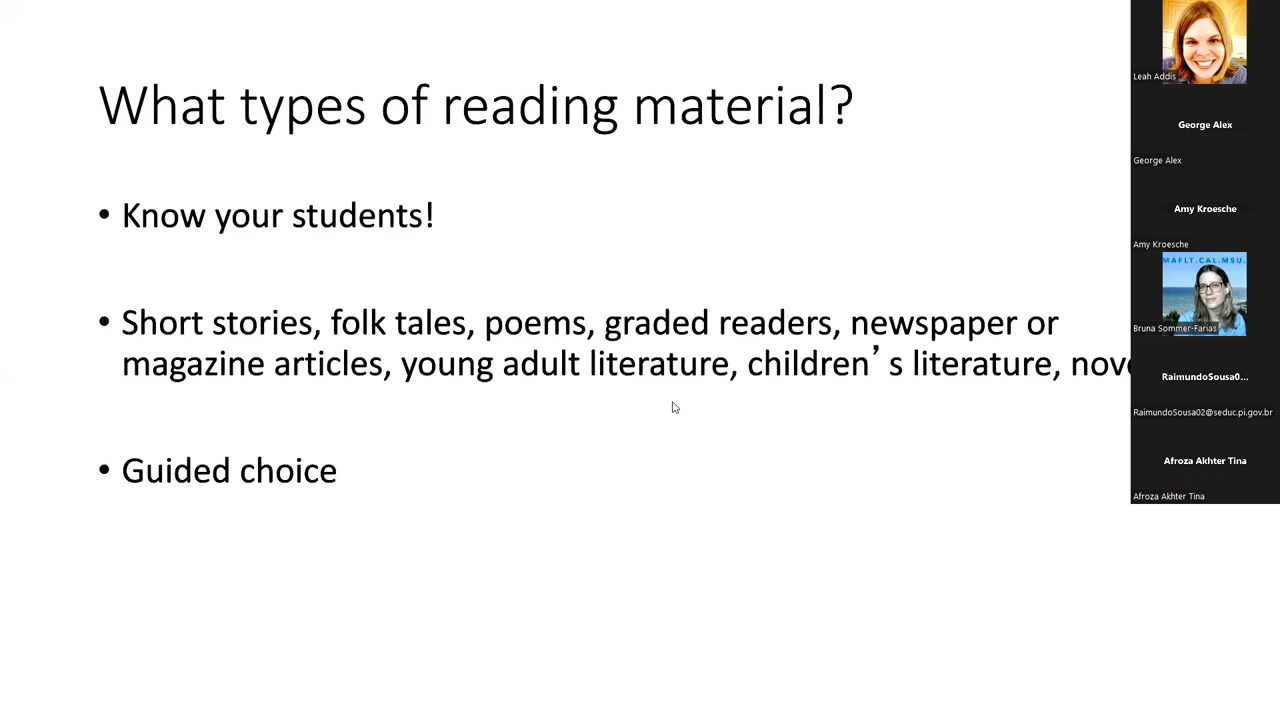 What types of reading material?
• Know your students!
• Short stories, folk tales, poems, graded readers, newspaper or
magazine articles, young adult literature, children’s literature,
• Guided choice
Leah Addis
George Alex
George Alex
Amy Kroesche
Amy Kroesche
MAFLT.CAL.MSU.
Bruna Sommer-Farias
RaimundoSousa0...
RaimundoSousa02@seduc.pi.gov.br
Afroza Akhter Tina
Afroza Akhter Tina